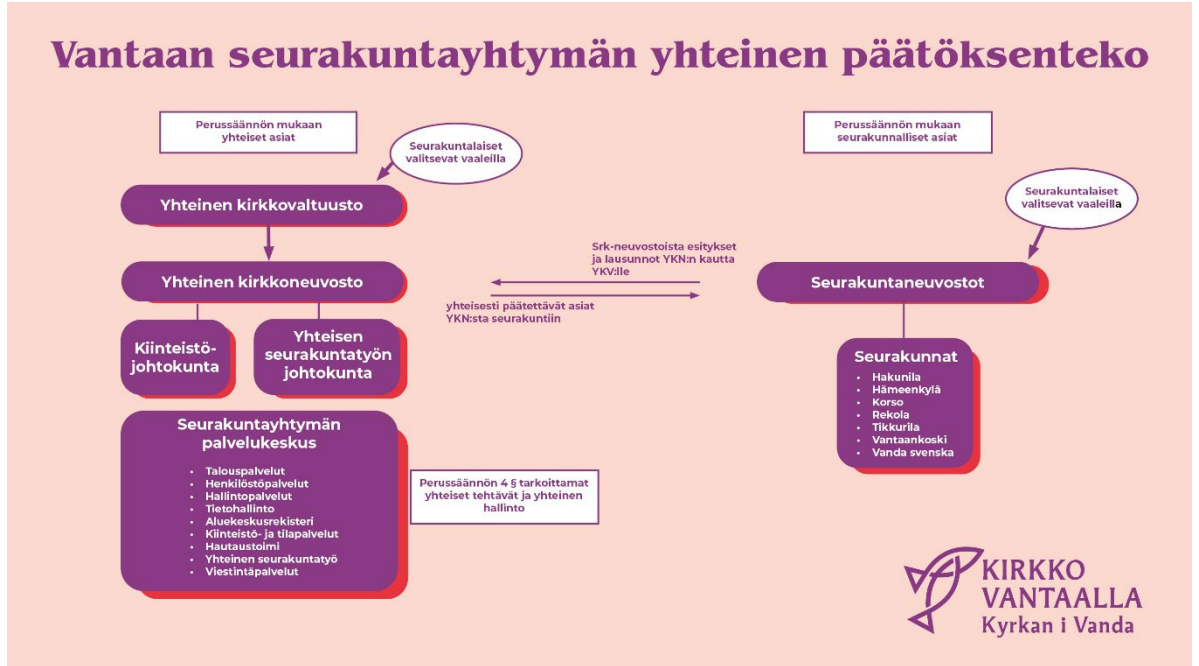 Vantaan seurakuntayhtymän yhteinen päätöksenteko
Perussäännön mukaan
yhteiset asiat
Seurakuntalaiset
valitsevat vaaleilla
Yhteinen kirkkovaltuusto
Yhteinen kirkkoneuvosto
Kiinteistö-
johtokunta
Yhteisen
seurakuntatyön
johtokunta
Seurakuntayhtymän
palvelukeskus
• Talouspalvelut
• Henkilöstöpalvelut
• Hallintopalvelut
• Tietohallinto
• Aluekeskusrekisteri
• Kiinteistö- ja tilapalvelut
• Hautaustoimi
• Yhteinen seurakuntatyö
• Viestintäpalvelut
Perussäännön 4 § tarkoittamat
yhteiset tehtävät ja yhteinen
hallinto
Srk-neuvostoista esitykset
ja lausunnot YKN:n kautta
YKV:lle
yhteisesti päätettävät asiat
YKN:sta seurakuntiin
Perussäännön mukaan
seurakunnalliset asiat
Seurakuntalaiset
valitsevat vaaleilla
Seurakuntaneuvostot
Seurakunnat
• Hakunila
• Hämeenkylä
• Korso
• Rekola
• Tikkurila
• Vantaankoski
• Vanda svenska
KIRKKO
VANTAALLA
Kyrkan i Vanda